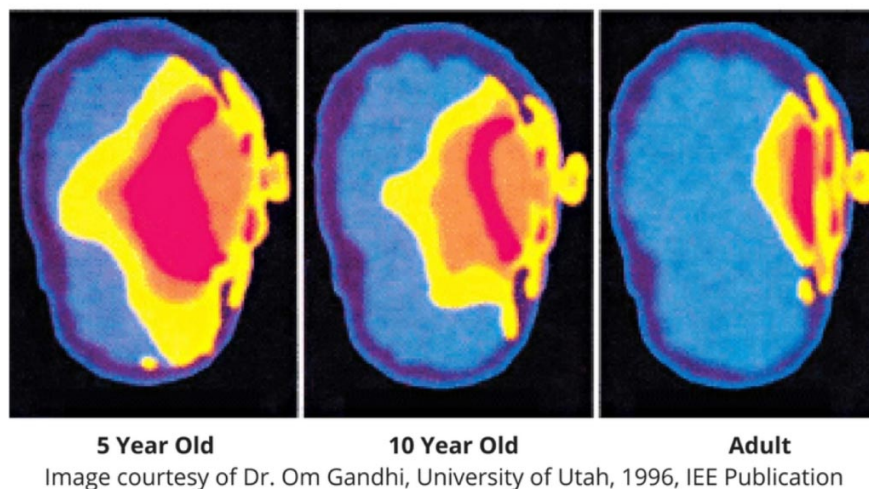 5 Year Old
10 Year Old
Adult
Image courtesy of Dr. Om Gandhi, University of Utah, 1996, IEE Publication